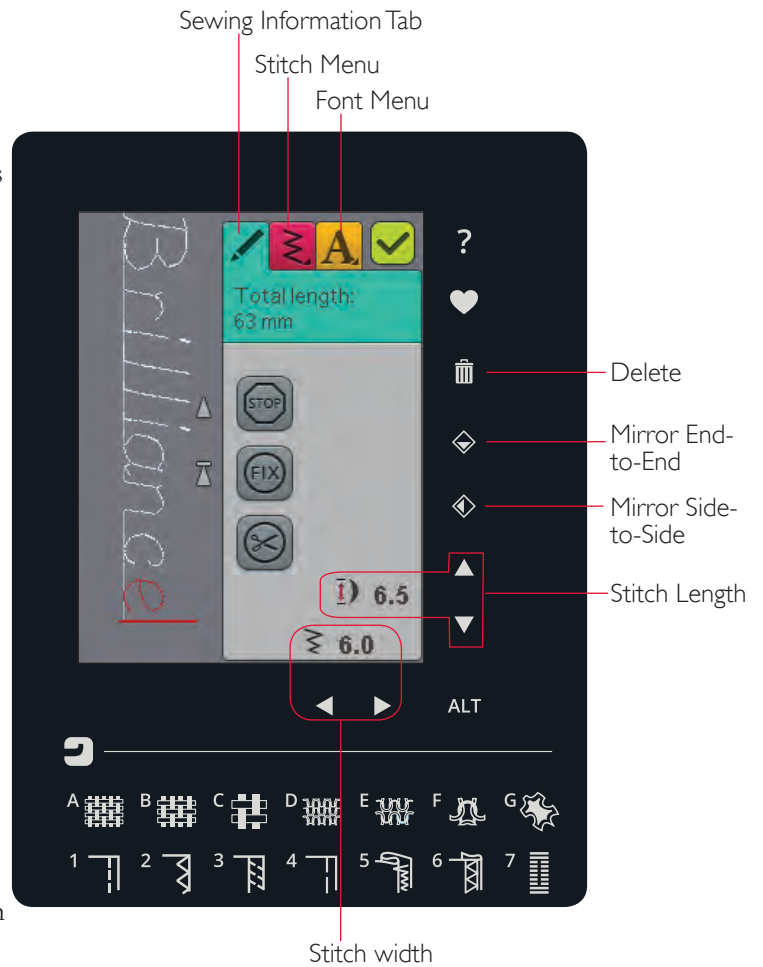 Sewing Information Tab
Stitch Menu
Font Menu
s
Brilliance
A
?
Total length:
63 mm
STOP
Delete
Mirror End-
to-End
FIX
Mirror Side-
to-Side
6.5
Stitch Length
6.0
ALT
A B C D E F G
1 2 3 4 5 6 7
n
Stitch width